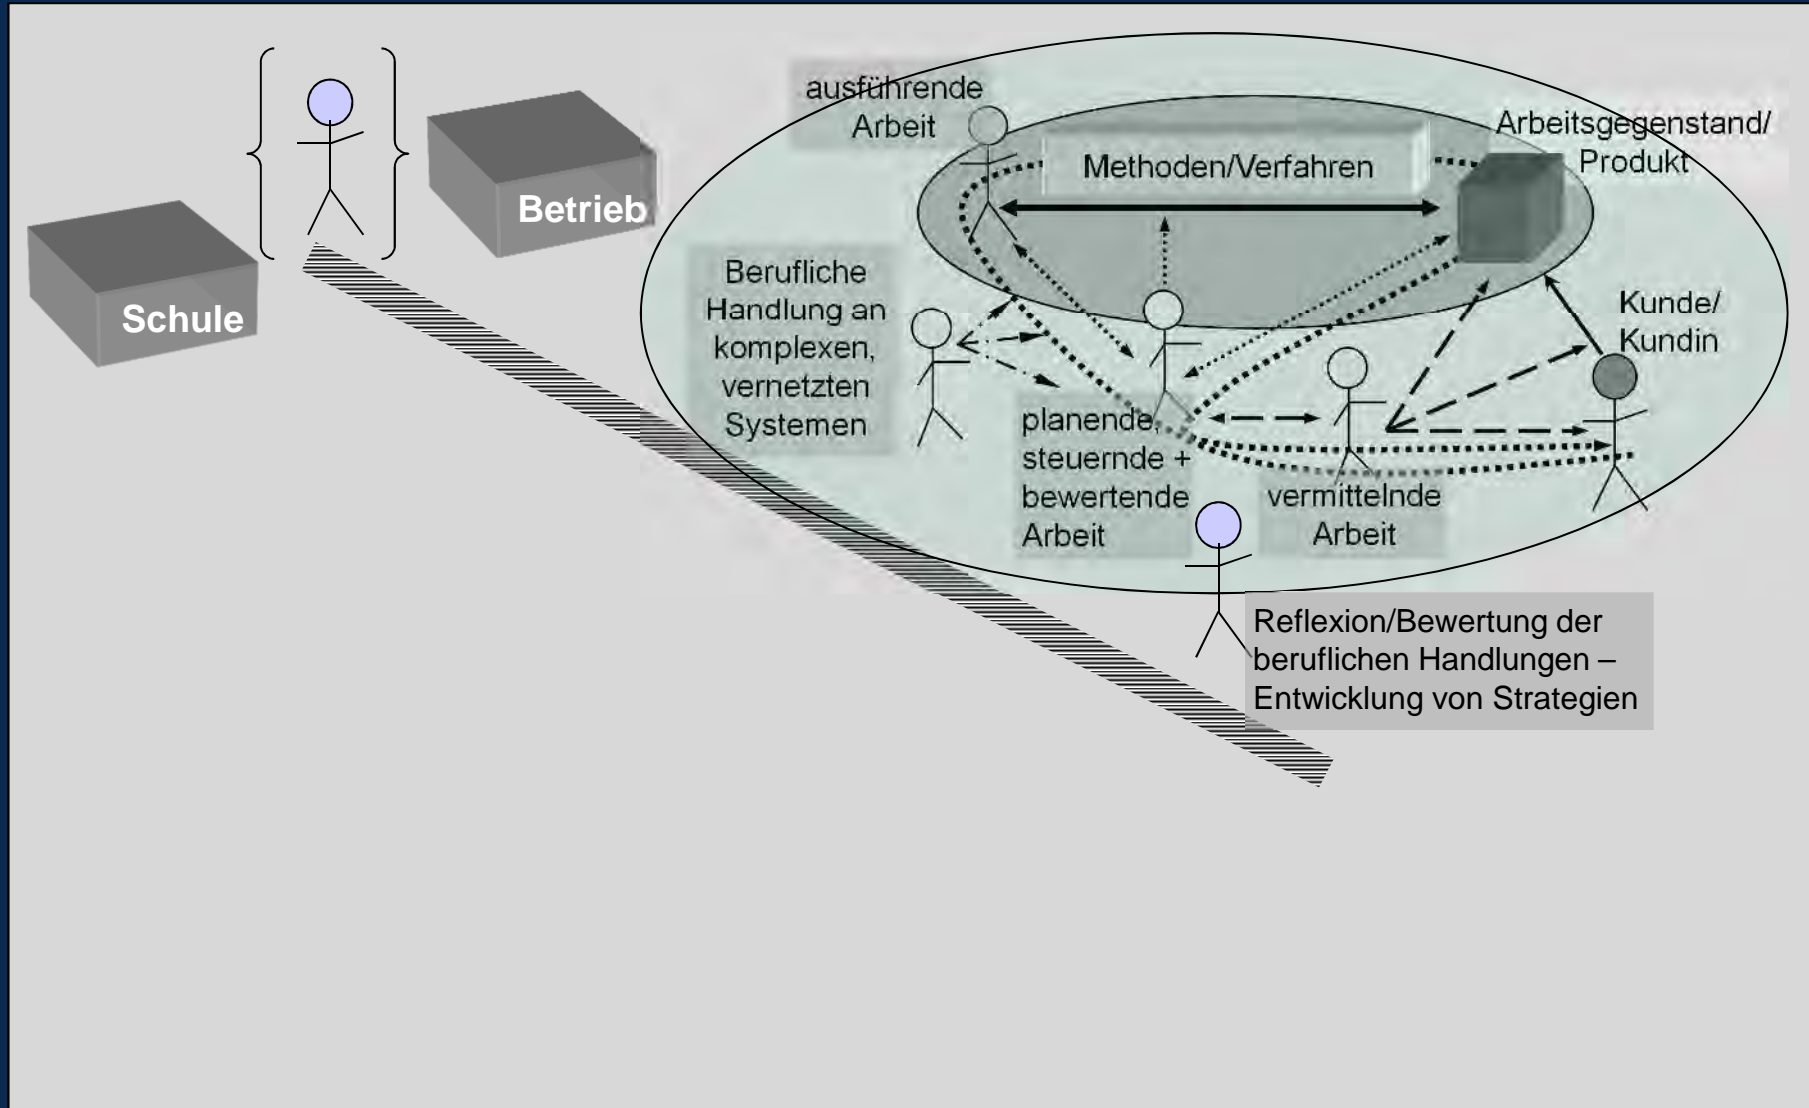 Schule
Betrieb
ausführende
Arbeit
Methoden/Verfahren
Arbeitsgegenstand/
Produkt
Berufliche
Handlung an
komplexen,
vernetzten
Systemen
Kunde/
Kundin
planende,
steuernde +
bewertende
Arbeit
vermittelnde
Arbeit
Reflexion/Bewertung der
beruflichen Handlungen –
Entwicklung von Strategien